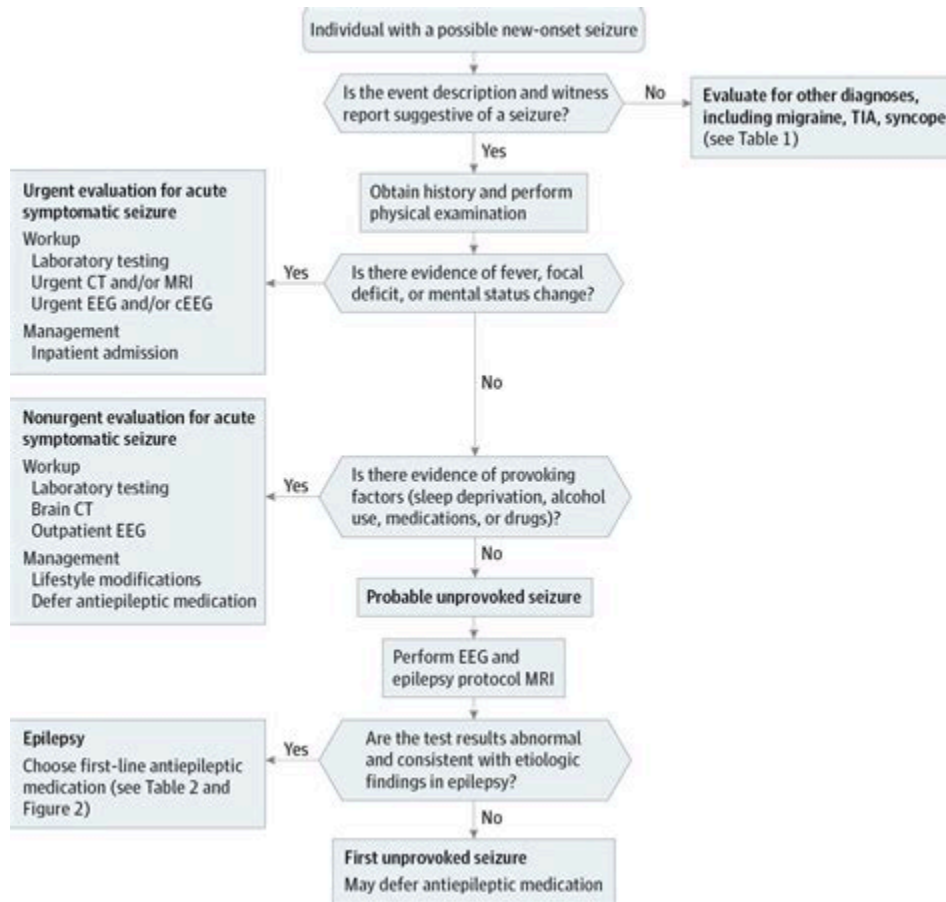 Individual with a possible new-onset seizure
Is the event description and witness
report suggestive of a seizure?
No
Evaluate for other diagnoses,
including migraine, TIA, syncope
(see Table 1)
Yes
Obtain history and perform
physical examination
Is there evidence of fever, focal
deficit, or mental status change?
Yes
Urgent evaluation for acute
symptomatic seizure
Workup
Laboratory testing
Urgent CT and/or MRI
Urgent EEG and/or cEEG
Management
Inpatient admission
No
Is there evidence of provoking
factors (sleep deprivation, alcohol
use, medications, or drugs)?
Yes
Nonurgent evaluation for acute
symptomatic seizure
Workup
Laboratory testing
Brain CT
Outpatient EEG
Management
Lifestyle modifications
Defer antiepileptic medication
No
Probable unprovoked seizure
Perform EEG and
epilepsy protocol MRI
Are the test results abnormal
and consistent with etiologic
findings in epilepsy?
Yes
Epilepsy
Choose first-line antiepileptic
medication (see Table 2 and
Figure 2)
No
First unprovoked seizure
May defer antiepileptic medication